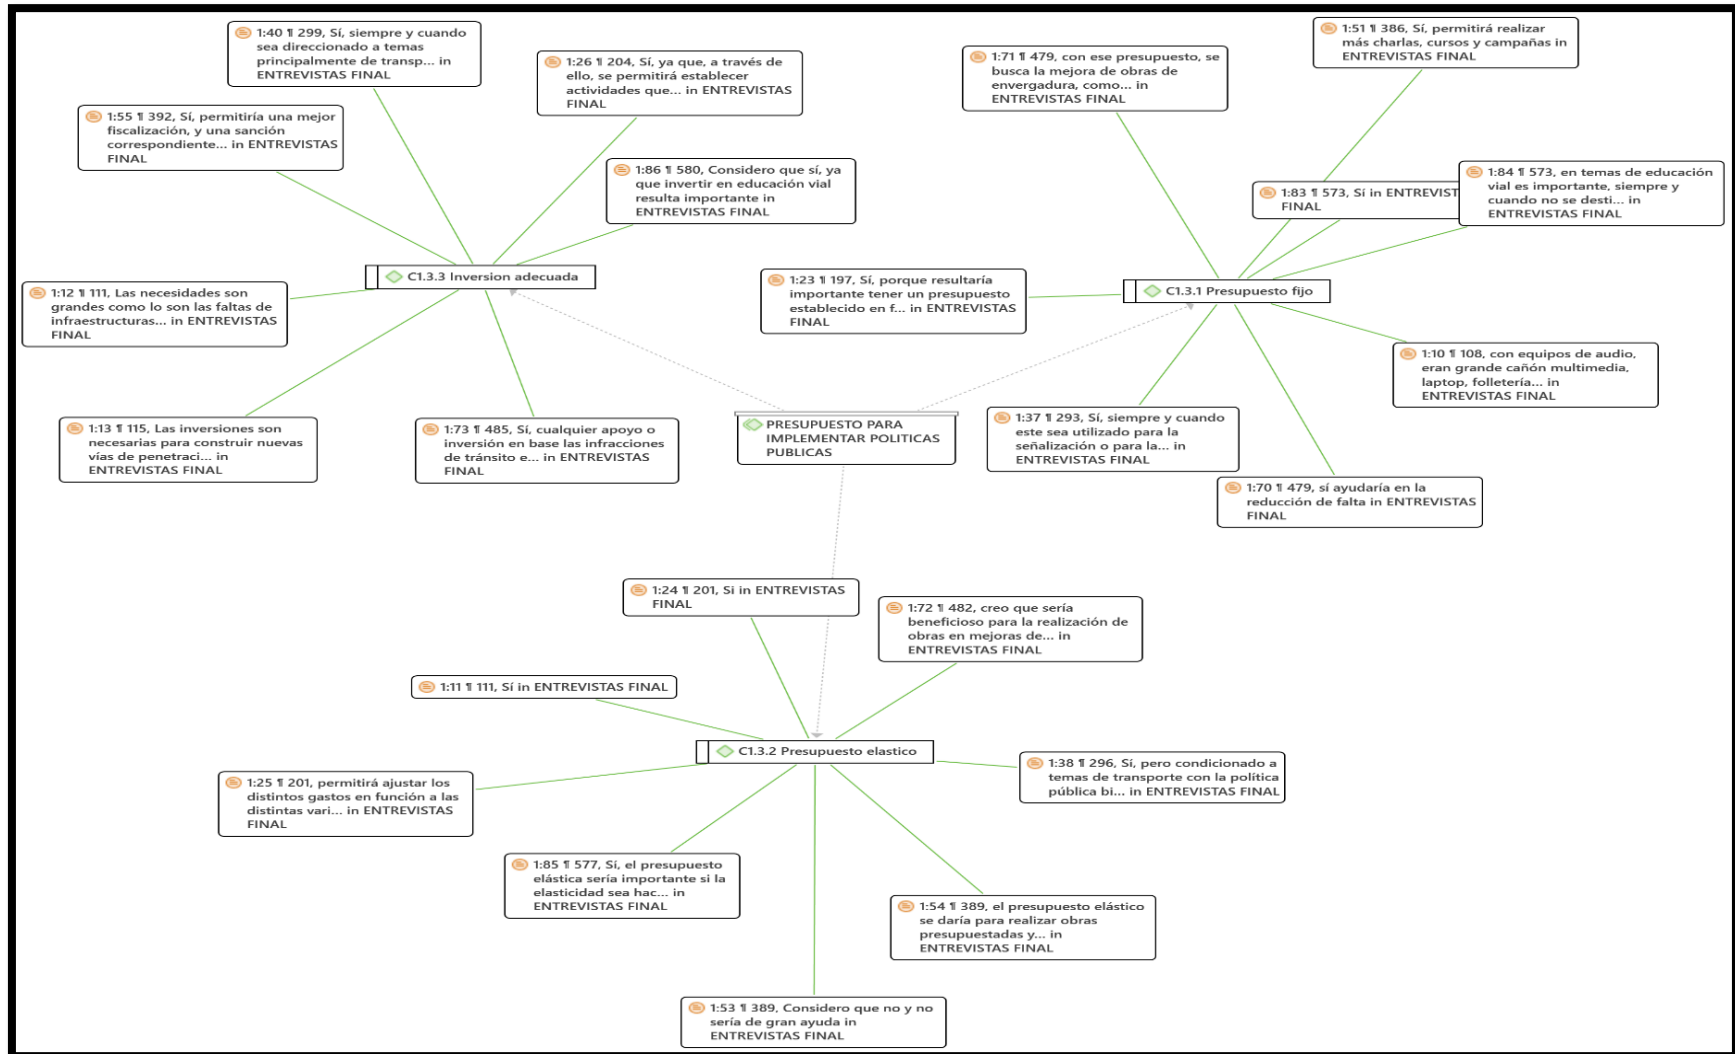 1:40 ¶ 299, Sí, siempre y cuando
sea direccionado a temas
principalmente de transp... in
ENTREVISTAS FINAL
1:26 ¶ 204, Sí, ya que, a través de
ello, se permitirá establecer
actividades que... in ENTREVISTAS
FINAL
1:55 ¶ 392, Sí, permitiría una mejor
fiscalización, y una sanción
correspondiente... in ENTREVISTAS
FINAL
1:86 ¶ 580, Considero que sí, ya
que invertir en educación vial
resulta importante in
ENTREVISTAS FINAL
C1.3.3 Inversion adecuada
1:12 ¶ 111, Las necesidades son
grandes como lo son las faltas de
infraestructuras... in ENTREVISTAS
FINAL
1:13 ¶ 115, Las inversiones son
necesarias para construir nuevas
vías de penetraci... in
ENTREVISTAS FINAL
1:73 ¶ 485, Sí, cualquier apoyo o
inversión en base las infracciones
de tránsito e... in ENTREVISTAS
FINAL
1:51 ¶ 386, Sí, permitirá realizar
más charlas, cursos y campañas in
ENTREVISTAS FINAL
1:71 ¶ 479, con ese presupuesto, se
busca la mejora de obras de
envergadura, como... in
ENTREVISTAS FINAL
1:83 ¶ 573, Sí in ENTREVIST
FINAL
1:84 ¶ 573, en temas de educación
vial es importante, siempre y
cuando no se desti... in
ENTREVISTAS FINAL
1:23 ¶ 197, Sí, porque resultaría
importante tener un presupuesto
establecido en f... in ENTREVISTAS
FINAL
C1.3.1 Presupuesto fijo
1:10 ¶ 108, con equipos de audio,
eran grande cañón multimedia,
laptop, folletería... in
ENTREVISTAS FINAL
1:37 ¶ 293, Sí, siempre y cuando
este sea utilizado para la
señalización o para la... in
ENTREVISTAS FINAL
1:70 ¶ 479, sí ayudaría en la
reducción de falta in ENTREVISTAS
FINAL
PRESUPUESTO PARA
IMPLEMENTAR POLITICAS
PUBLICAS
1:24 ¶ 201, Si in ENTREVISTAS
FINAL
1:72 ¶ 482, creo que sería
beneficioso para la realización de
obras en mejoras de... in
ENTREVISTAS FINAL
1:11 ¶ 111, Sí in ENTREVISTAS FINAL
C1.3.2 Presupuesto elastico
1:38 ¶ 296, Sí, pero condicionado a
temas de transporte con la política
pública bi... in ENTREVISTAS FINAL
1:25 ¶ 201, permitirá ajustar los
distintos gastos en función a las
distintas vari... in ENTREVISTAS
FINAL
1:85 ¶ 577, Sí, el presupuesto
elástica sería importante si la
elasticidad sea hac... in
ENTREVISTAS FINAL
1:54 ¶ 389, el presupuesto elástico
se daría para realizar obras
presupuestadas y... in
ENTREVISTAS FINAL
1:53 ¶ 389, Considero que no y no
sería de gran ayuda in
ENTREVISTAS FINAL